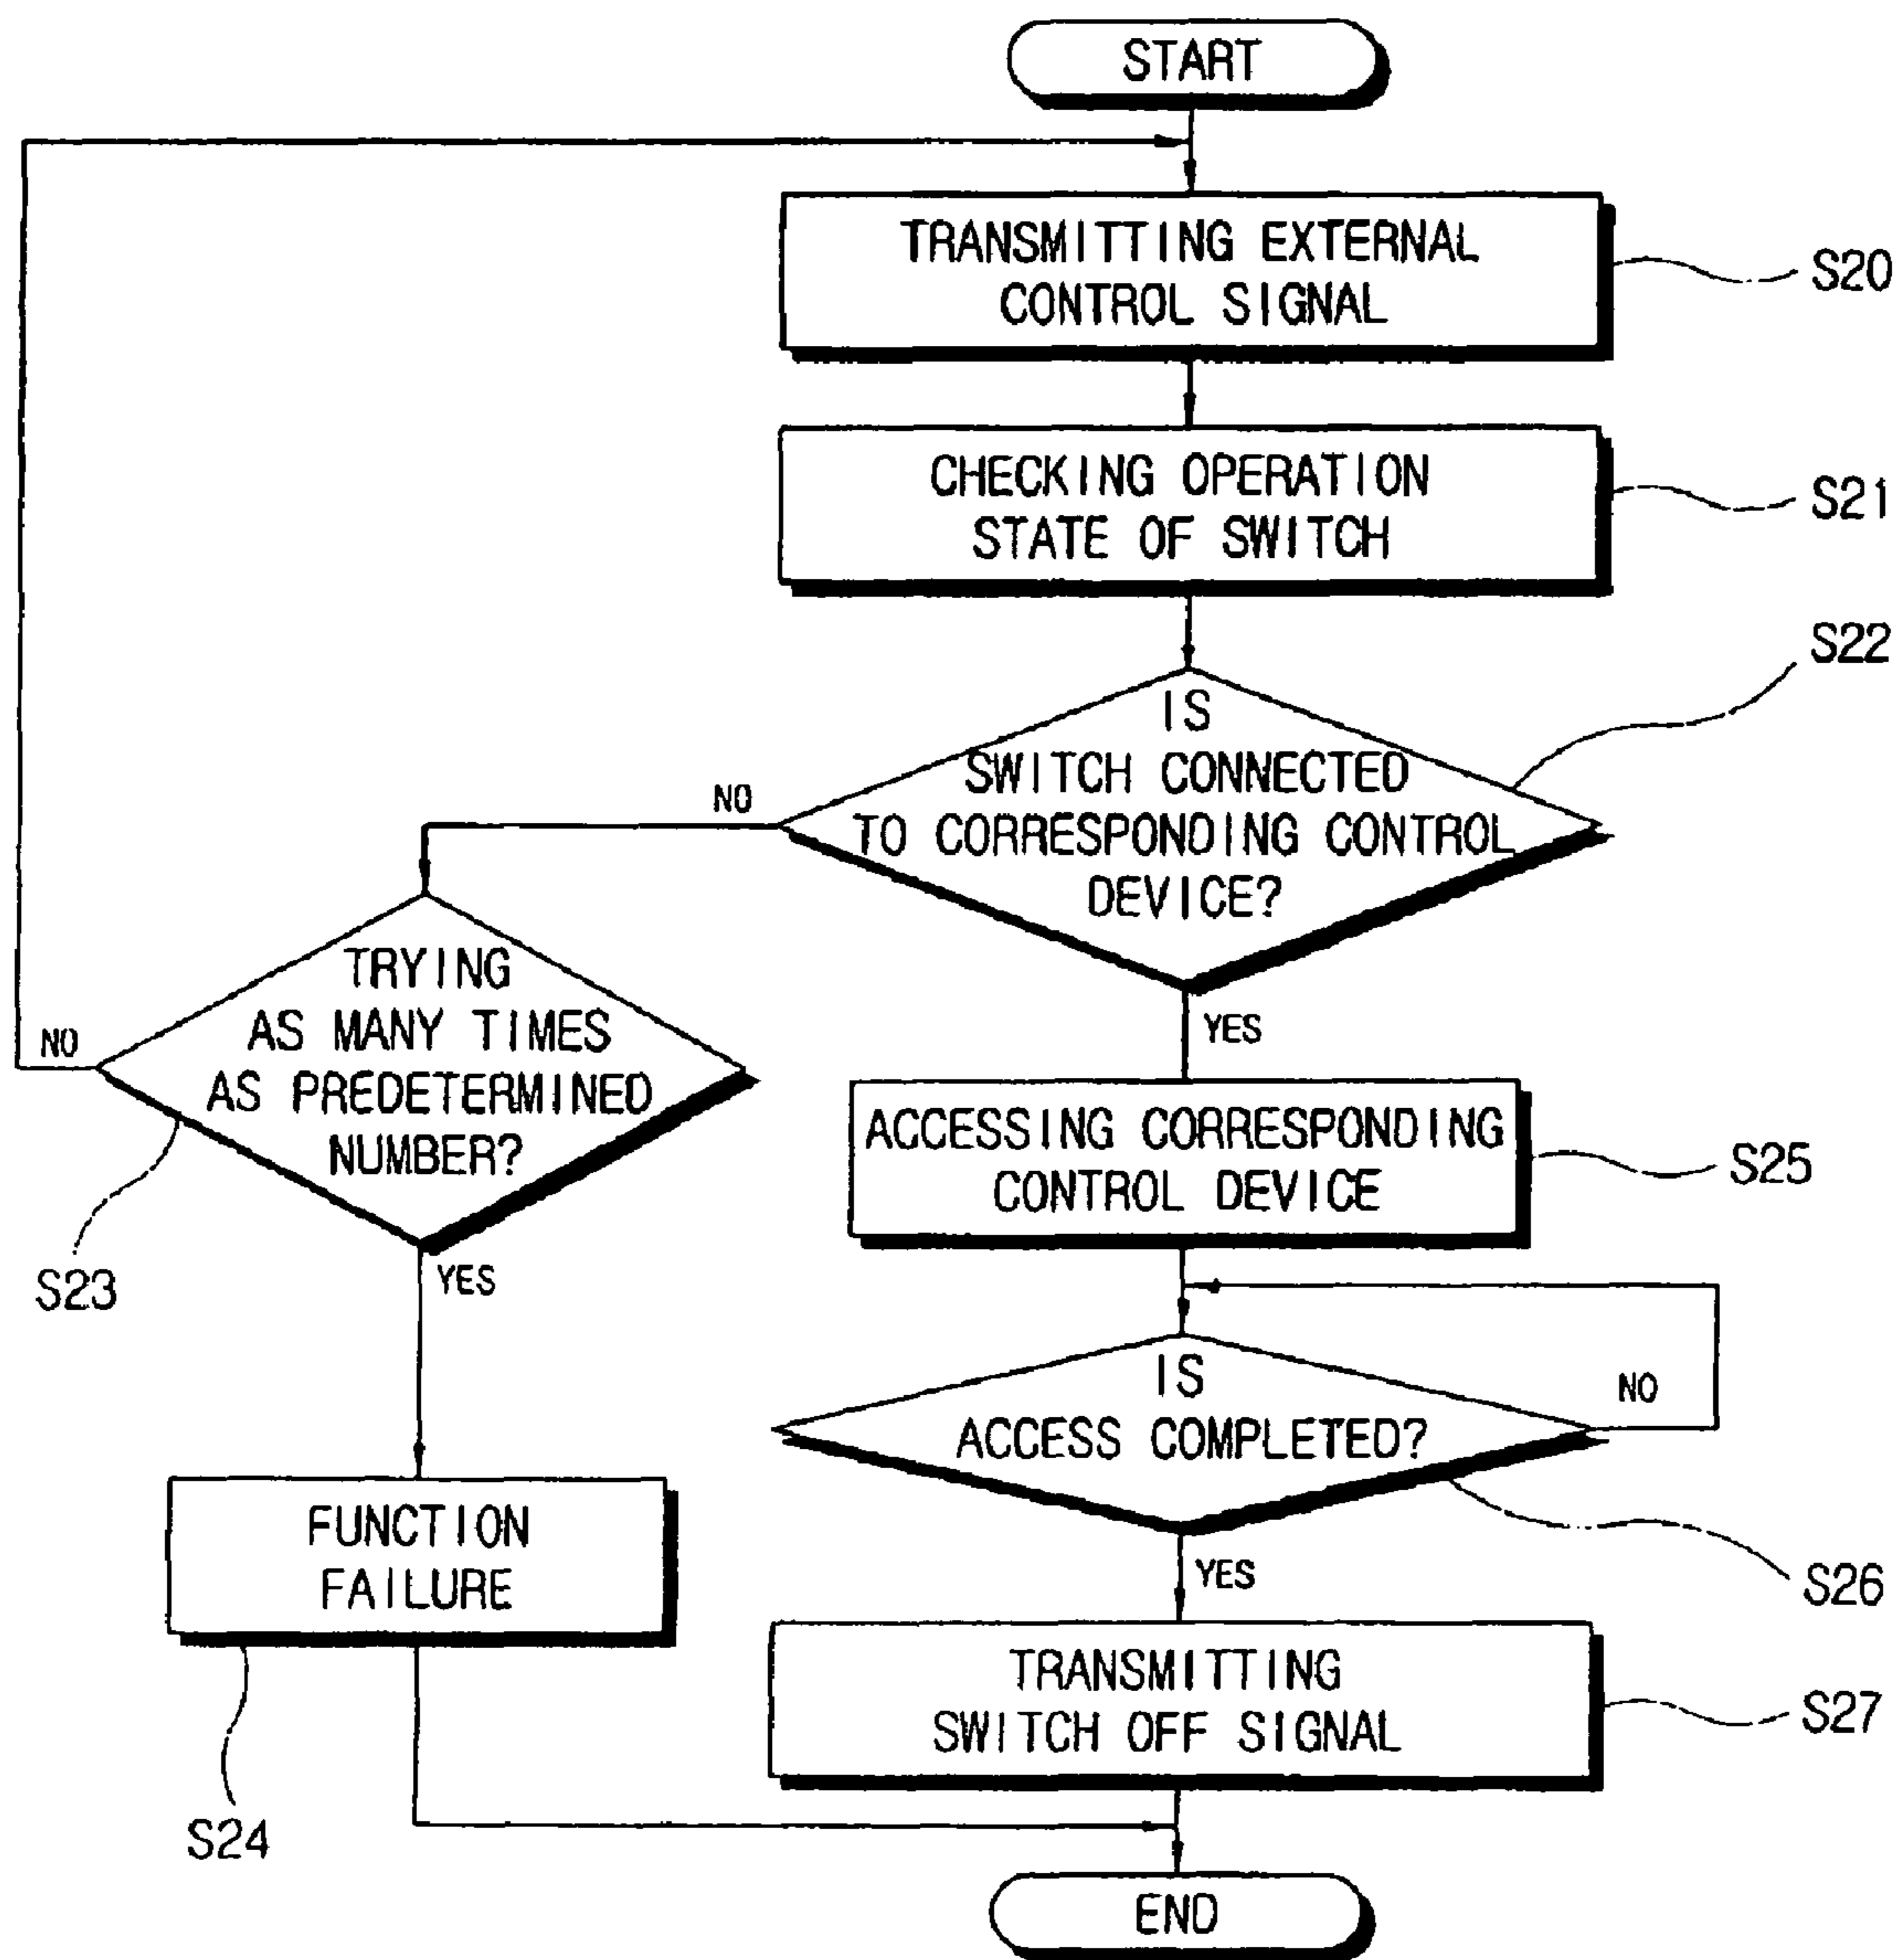 START
TRANSMITTING EXTERNAL
CONTROL SIGNAL
S20
CHECKING OPERATION
STATE OF SWITCH
S21
S22
IS
SWITCH CONNECTED
TO CORRESPONDING CONTROL
DEVICE?
NO
YES
TRYING
AS MANY TIMES
AS PREDETERMINED
NUMBER?
NO
S23
YES
ACCESSING CORRESPONDING
CONTROL DEVICE
S25
IS
ACCESS COMPLETED?
NO
S26
YES
FUNCTION
FAILURE
S24
TRANSMITTING
SWITCH OFF SIGNAL
S27
END